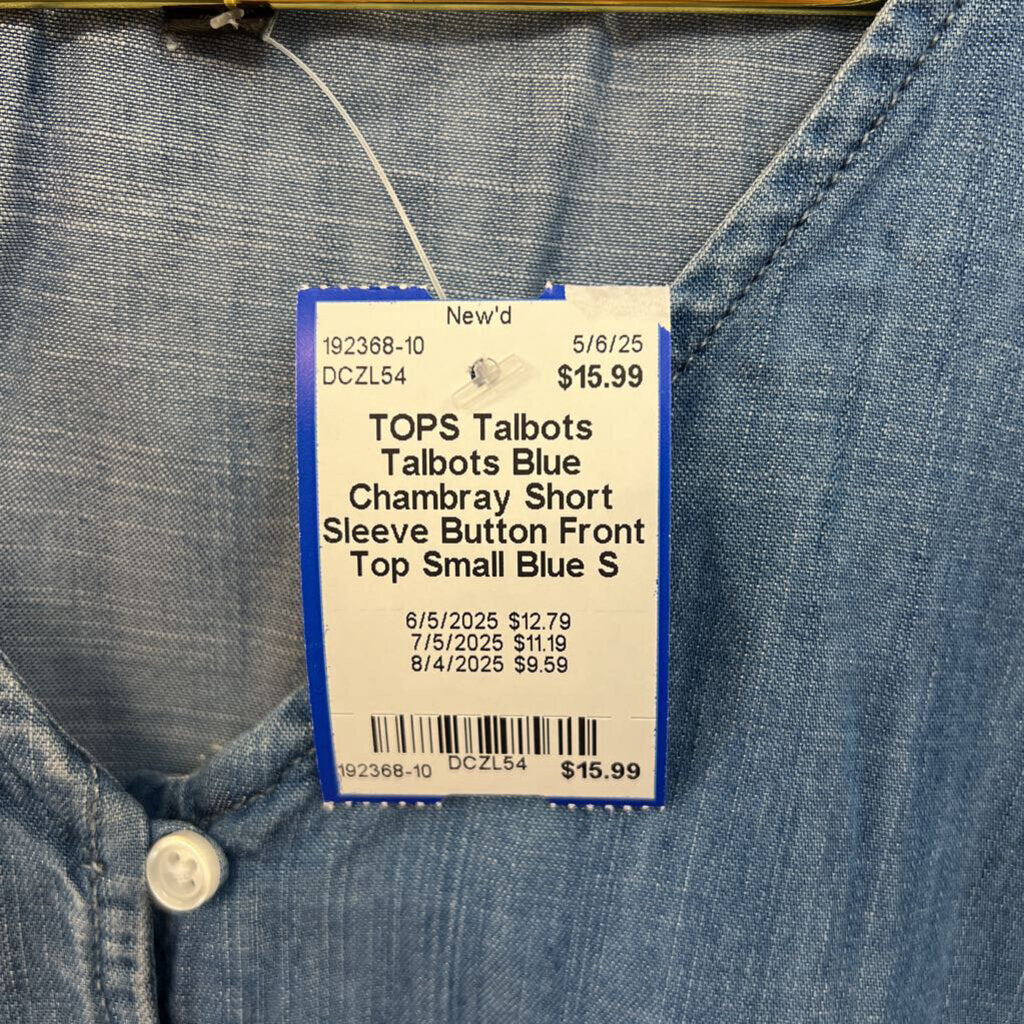 New'd
192368-10 5/6/25
DCZL54 $15.99
TOPS Talbots
Talbots Blue
Chambray Short
Sleeve Button Front
Top Small Blue S
6/5/2025 $12.79
7/5/2025 $11.19
8/4/2025 $9.59
192368-10 DCZL54 $15.99